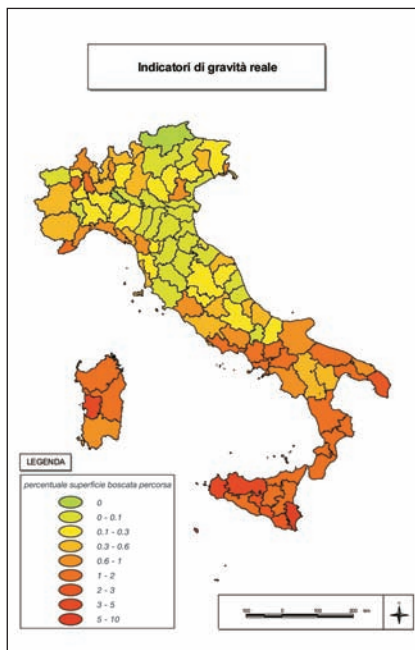 Indicatori di gravità reale
LEGENDA
percentuale superficie boscata percorsa
0
0 - 0.1
0.1 - 0.3
0.3 - 0.6
0.6 - 1
1 - 2
2 - 3
3 - 5
5 - 10